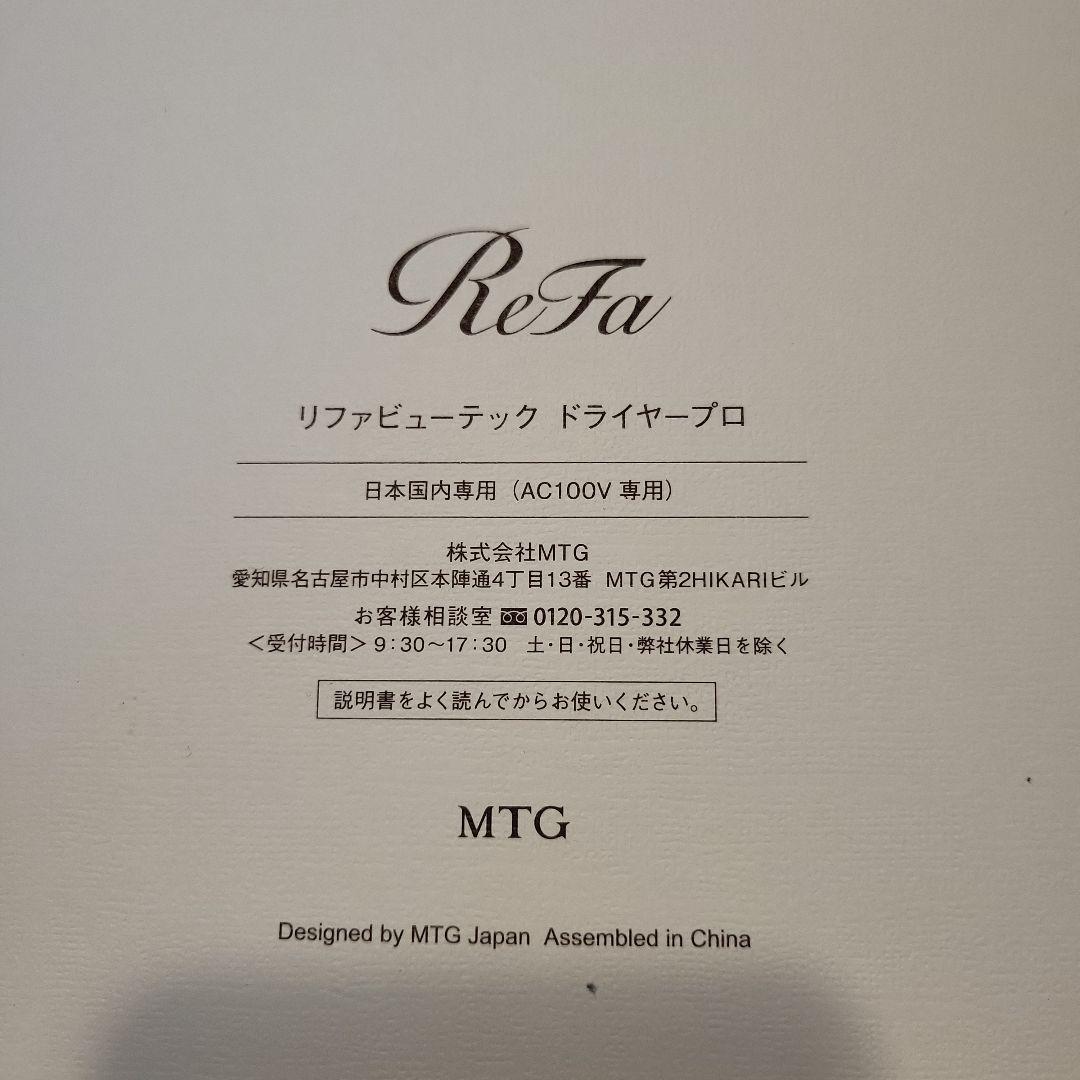 ReFa
リファビューテック ドライヤープロ
日本国内専用（AC100V 専用）
株式会社MTG
愛知県名古屋市中村区本陣通4丁目13番 MTG第2HIKARIビル
お客様相談室 0120-315-332
＜受付時間＞9：30～17：30　土・日・祝日・弊社休業日を除く
説明書をよく読んでからお使いください。
MTG
Designed by MTG Japan Assembled in China